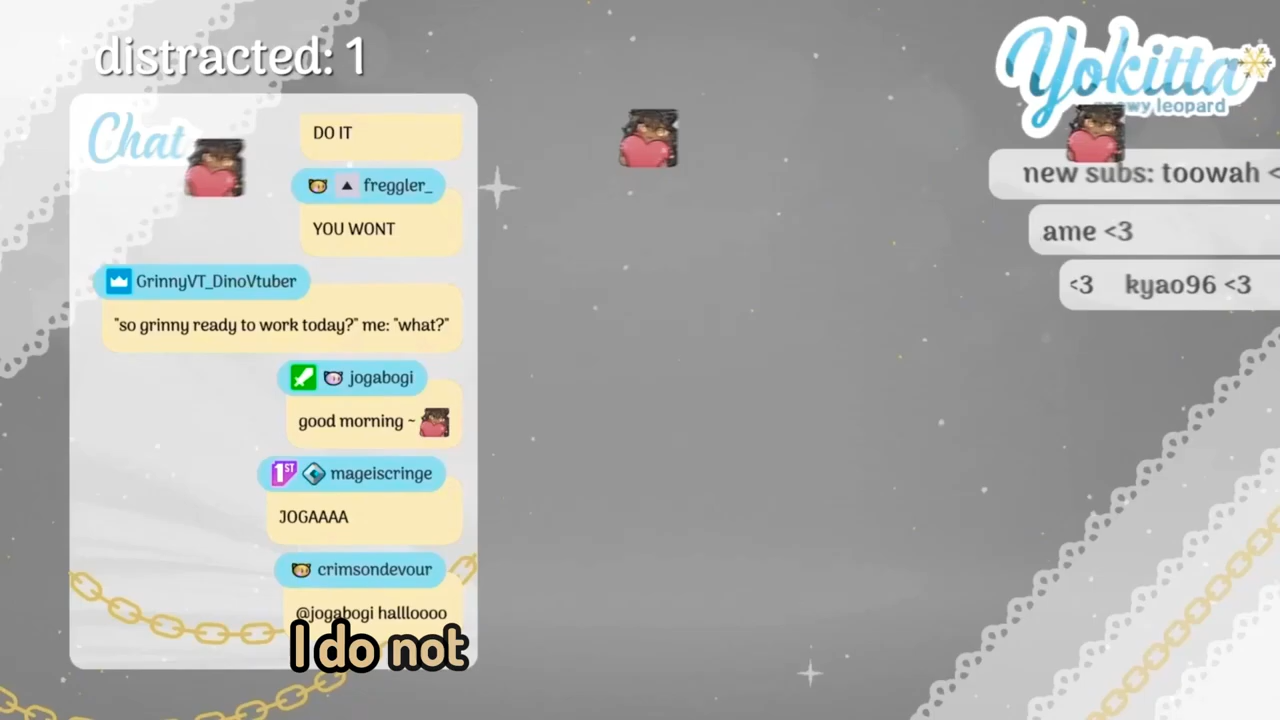 distracted: 1
Chat
DO IT
freggler_
YOU WONT
GrinnyVT_DinoVtuber
"so grinny ready to work today?" me: "what?"
jogabogi
good morning ~
1ST mageiscringe
JOGAAAA
crimsondevour
@jogabogi hallloooo
I do not
Yokitta
leopard
new subs: toowah <
ame <3
<3 kyao96 <3